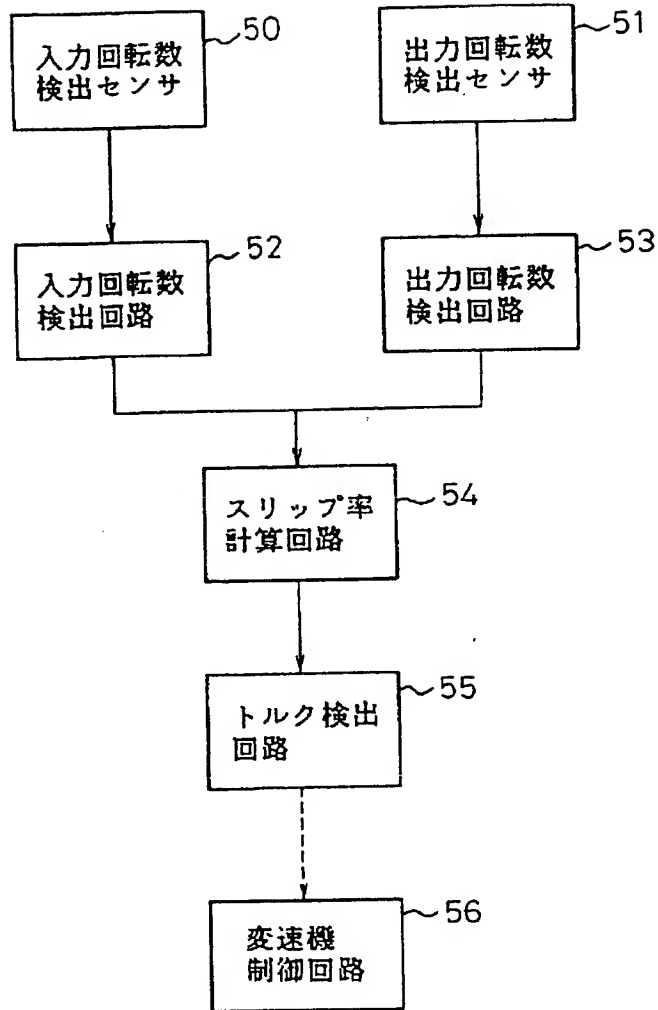 入力回転数
検出センサ
50
出力回転数
検出センサ
51
入力回転数
検出回路
52
出力回転数
検出回路
53
スリップ率
計算回路
54
トルク検出
回路
55
変速機
制御回路
56